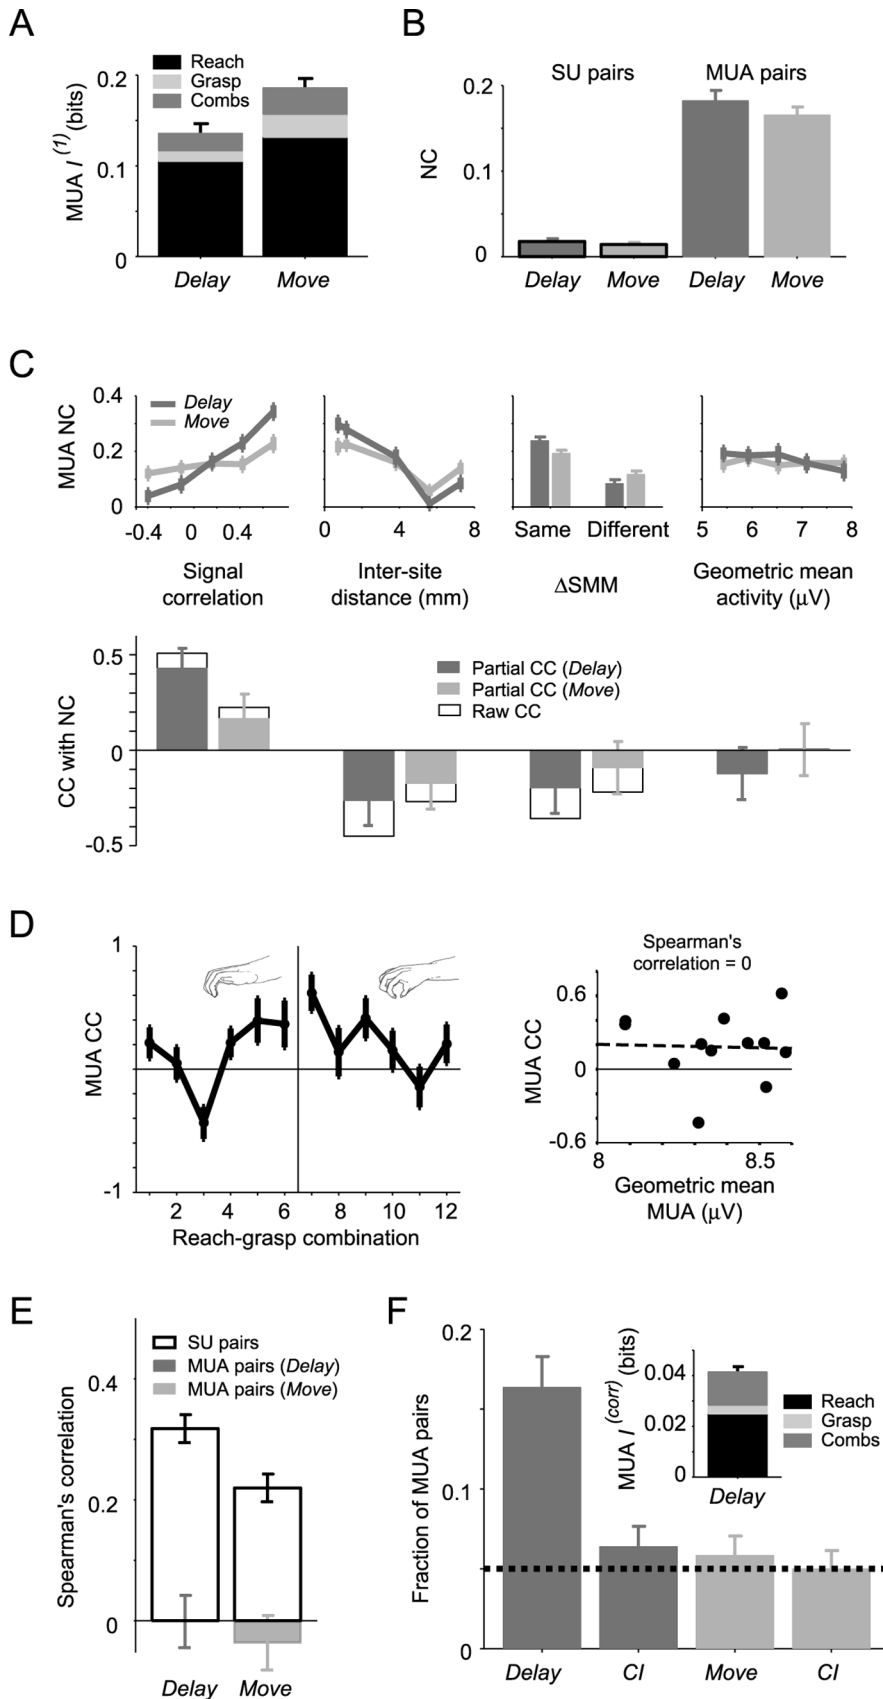 A
MUA I (1) (bits)
Reach
Grasp
Combs
0.2
0.1
0
Delay
Move
B
NC
SU pairs
MUA pairs
0.2
0.1
0
Delay
Move
Delay
Move
C
MUA NC
0.4
0.2
0
Delay
Move
-0.4
0
0.4
Signal
correlation
0
4
8
Inter-site
distance (mm)
Same
Different
ΔSMM
5
6
7
8
Geometric mean
activity (μV)
CC with NC
0.5
0
-0.5
Partial CC (Delay)
Partial CC (Move)
Raw CC
D
MUA CC
1
-1
2
4
6
8
10
12
Reach-grasp combination
Spearman's
correlation = 0
MUA CC
0.6
0
-0.6
8
8.5
Geometric mean
MUA (μV)
E
Spearman's correlation
SU pairs
MUA pairs (Delay)
MUA pairs (Move)
0.4
0.2
0
Delay
Move
F
Fraction of MUA pairs
0.2
0.1
0
Delay
CI
Move
CI
MUA I (corr) (bits)
0.04
0.02
0
Delay
Reach
Grasp
Combs